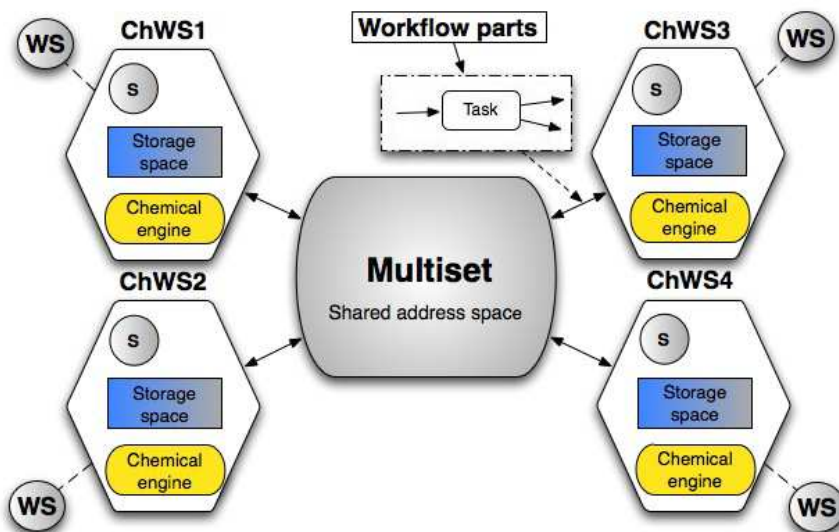 WS
ChWS1
s
Storage
space
Chemical
engine
Workflow parts
Task
ChWS3
WS
s
Storage
space
Chemical
engine
Multiset
Shared address space
ChWS2
s
Storage
space
Chemical
engine
WS
ChWS4
s
Storage
space
Chemical
engine
WS